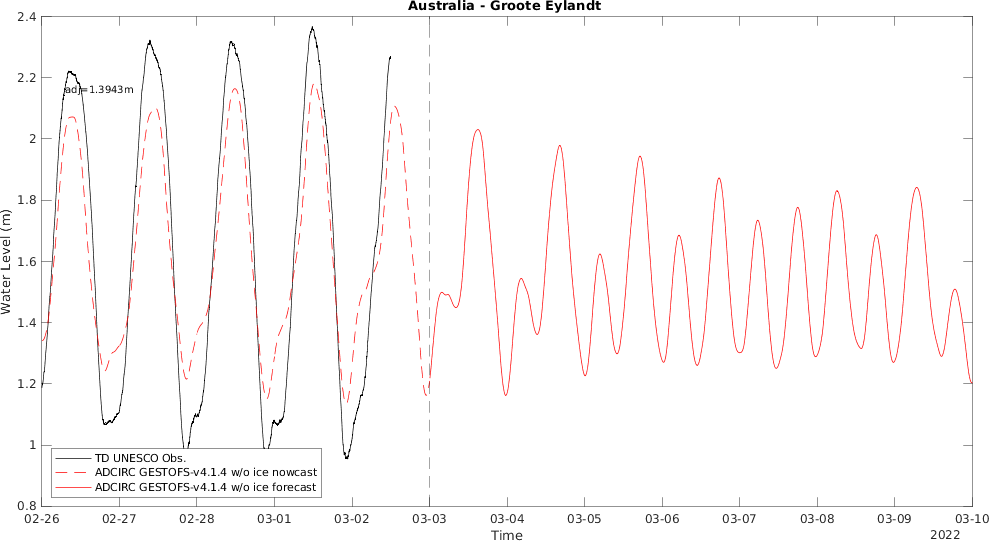 Australia - Groote Eylandt
2.4
2.2
2
1.8
1.6
1.4
1.2
1
0.8
Water Level (m)
adj=1.3943m
TD UNESCO Obs.
ADCIRC GESTOFS-v4.1.4 w/o ice nowcast
ADCIRC GESTOFS-v4.1.4 w/o ice forecast
02-26 02-27 02-28 03-01 03-02 03-03 03-04 03-05 03-06 03-07 03-08 03-09 03-10
Time
2022